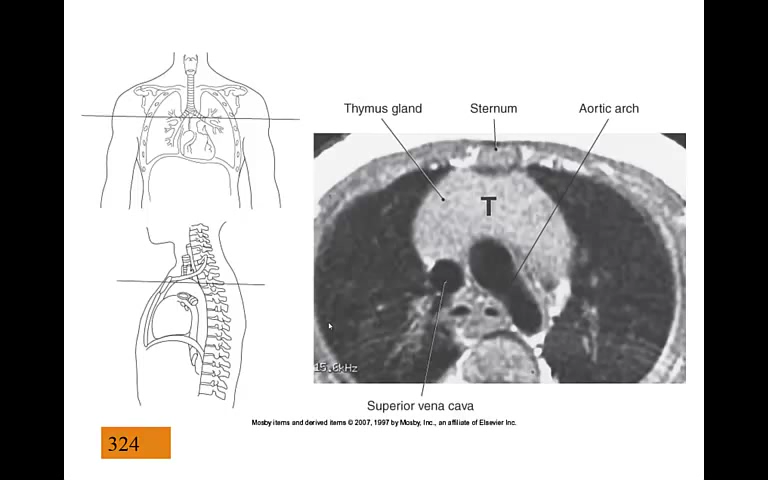 Thymus gland Sternum Aortic arch
T
15.6kHz
Superior vena cava
Mosby items and derived items © 2007, 1997 by Mosby, Inc., an affiliate of Elsevier Inc.
324